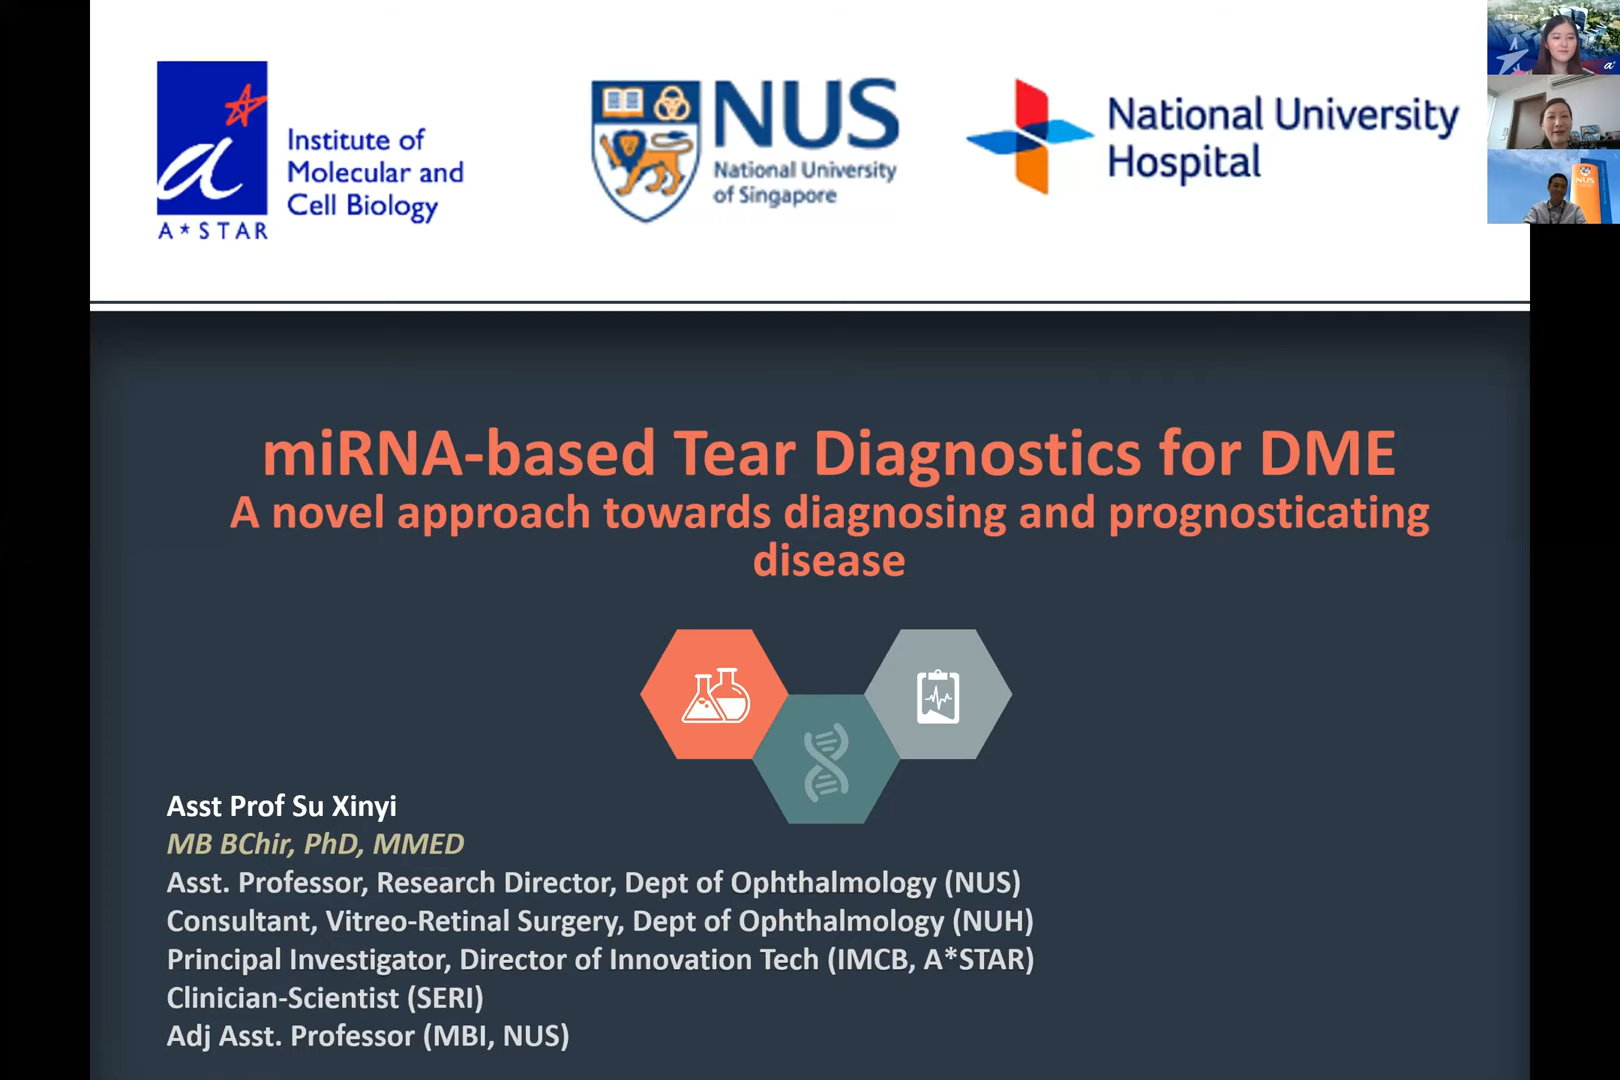 Institute of
Molecular and
Cell Biology
A*STAR
NUS
National University
of Singapore
National University
Hospital
NUS
miRNA-based Tear Diagnostics for DME
A novel approach towards diagnosing and prognosticating
disease
Asst Prof Su Xinyi
MB BChir, PhD, MMED
Asst. Professor, Research Director, Dept of Ophthalmology (NUS)
Consultant, Vitreo-Retinal Surgery, Dept of Ophthalmology (NUH)
Principal Investigator, Director of Innovation Tech (IMCB, A*STAR)
Clinician-Scientist (SERI)
Adj Asst. Professor (MBI, NUS)